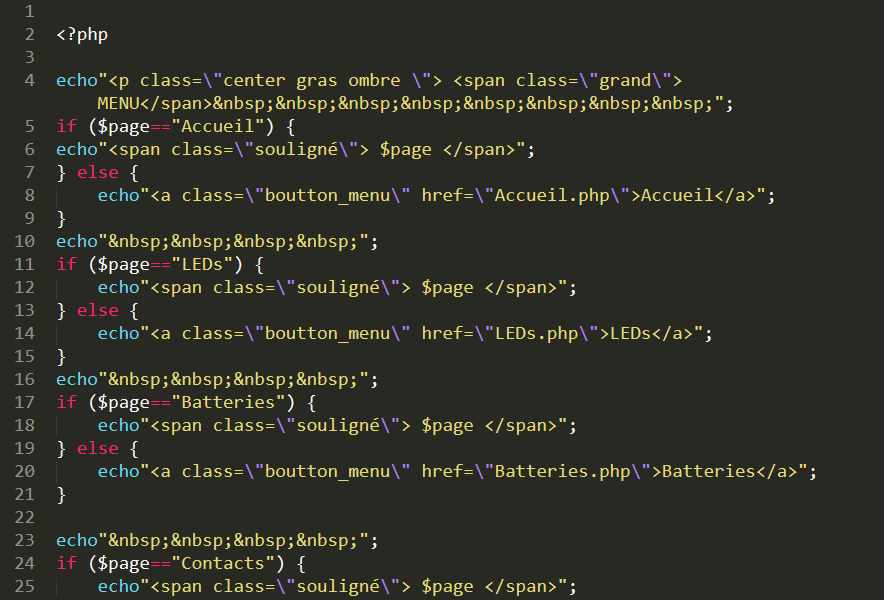 1
2 <?php
3
4 echo"<p class=\"center gras ombre \"> <span class=\"grand\">
MENU</span>&nbsp;&nbsp;&nbsp;&nbsp;&nbsp;&nbsp;&nbsp;&nbsp;";
5 if ($page=="Accueil") {
6 echo"<span class=\"souligné\"> $page </span>";
7 } else {
8 echo"<a class=\"boutton_menu\" href=\"Accueil.php\">Accueil</a>";
9 }
10 echo"&nbsp;&nbsp;&nbsp;&nbsp;";
11 if ($page=="LEDs") {
12 echo"<span class=\"souligné\"> $page </span>";
13 } else {
14 echo"<a class=\"boutton_menu\" href=\"LEDs.php\">LEDs</a>";
15 }
16 echo"&nbsp;&nbsp;&nbsp;&nbsp;";
17 if ($page=="Batteries") {
18 echo"<span class=\"souligné\"> $page </span>";
19 } else {
20 echo"<a class=\"boutton_menu\" href=\"Batteries.php\">Batteries</a>";
21 }
22
23 echo"&nbsp;&nbsp;&nbsp;&nbsp;";
24 if ($page=="Contacts") {
25 echo"<span class=\"souligné\"> $page </span>";